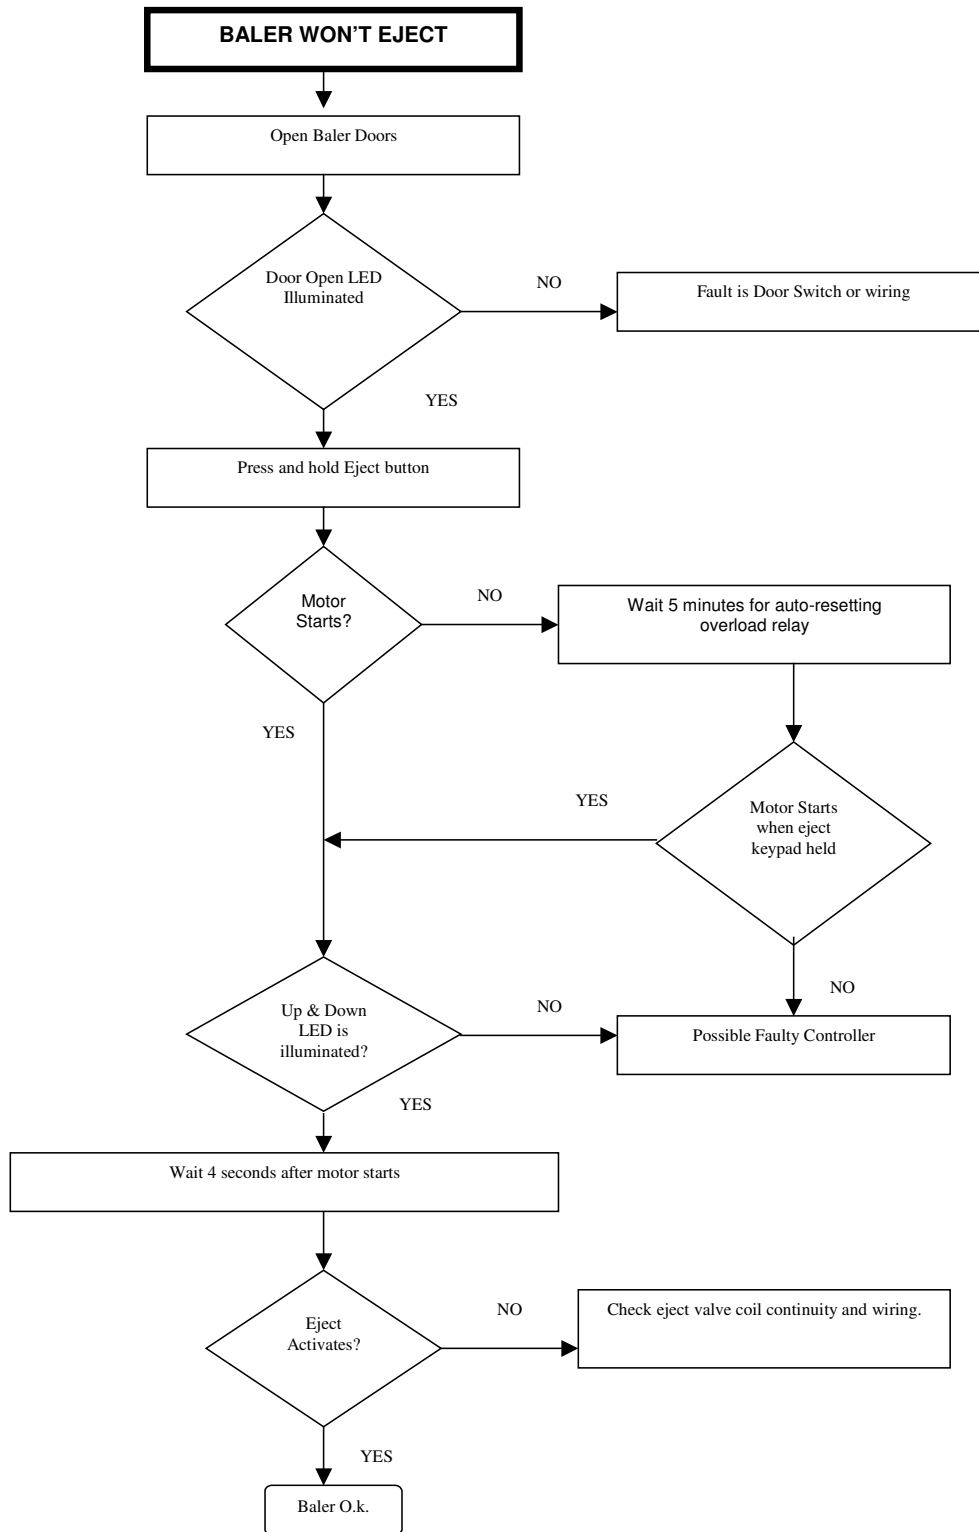 BALER WON'T EJECT
Open Baler Doors
Door Open LED
Illuminated
NO
Fault is Door Switch or wiring
YES
Press and hold Eject button
Motor
Starts?
NO
Wait 5 minutes for auto-resetting
overload relay
YES
Motor Starts
when eject
keypad held
YES
NO
Up & Down
LED is
illuminated?
NO
Possible Faulty Controller
YES
Wait 4 seconds after motor starts
Eject
Activates?
NO
Check eject valve coil continuity and wiring.
YES
Baler O.k.